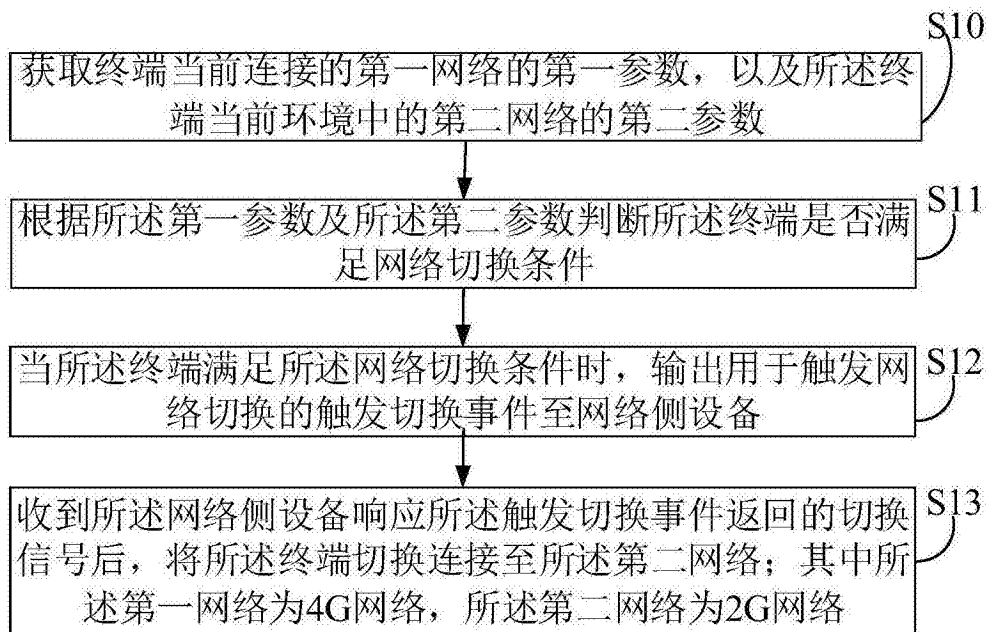 S10
获取终端当前连接的第一网络的第一参数，以及所述终
端当前环境中的第二网络的第二参数
S11
根据所述第一参数及所述第二参数判断所述终端是否满
足网络切换条件
S12
当所述终端满足所述网络切换条件时，输出用于触发网
络切换的触发切换事件至网络侧设备
S13
收到所述网络侧设备响应所述触发切换事件返回的切换
信号后，将所述终端切换连接至所述第二网络；其中所
述第一网络为4G网络，所述第二网络为2G网络